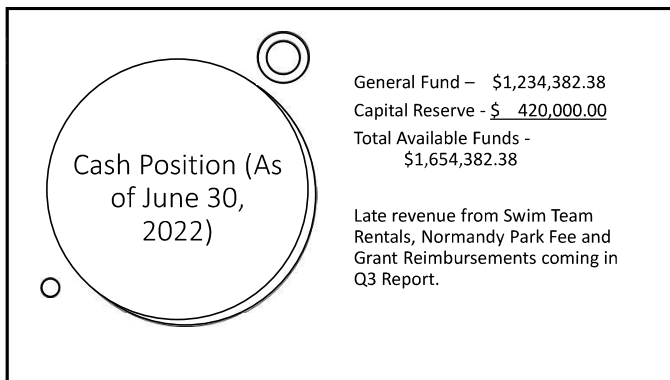 Cash Position (As
of June 30,
2022)
General Fund – $1,234,382.38
Capital Reserve - $ 420,000.00
Total Available Funds -
$1,654,382.38
Late revenue from Swim Team
Rentals, Normandy Park Fee and
Grant Reimbursements coming in
Q3 Report.